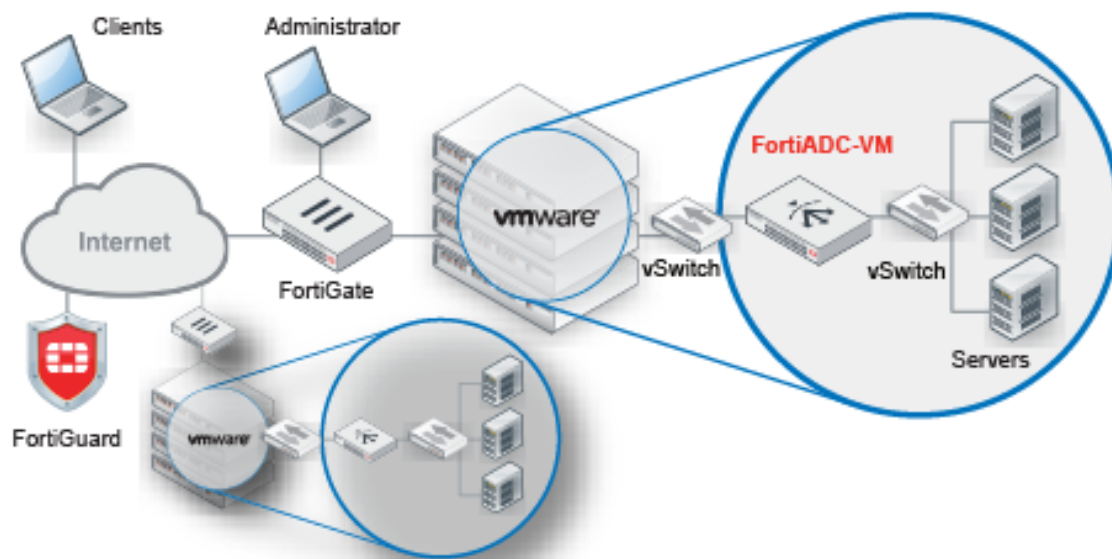 Clients
Administrator
FortiADC-VM
vmware®
Internet
vSwitch
vSwitch
FortiGate
Servers
FortiGuard
vmware®